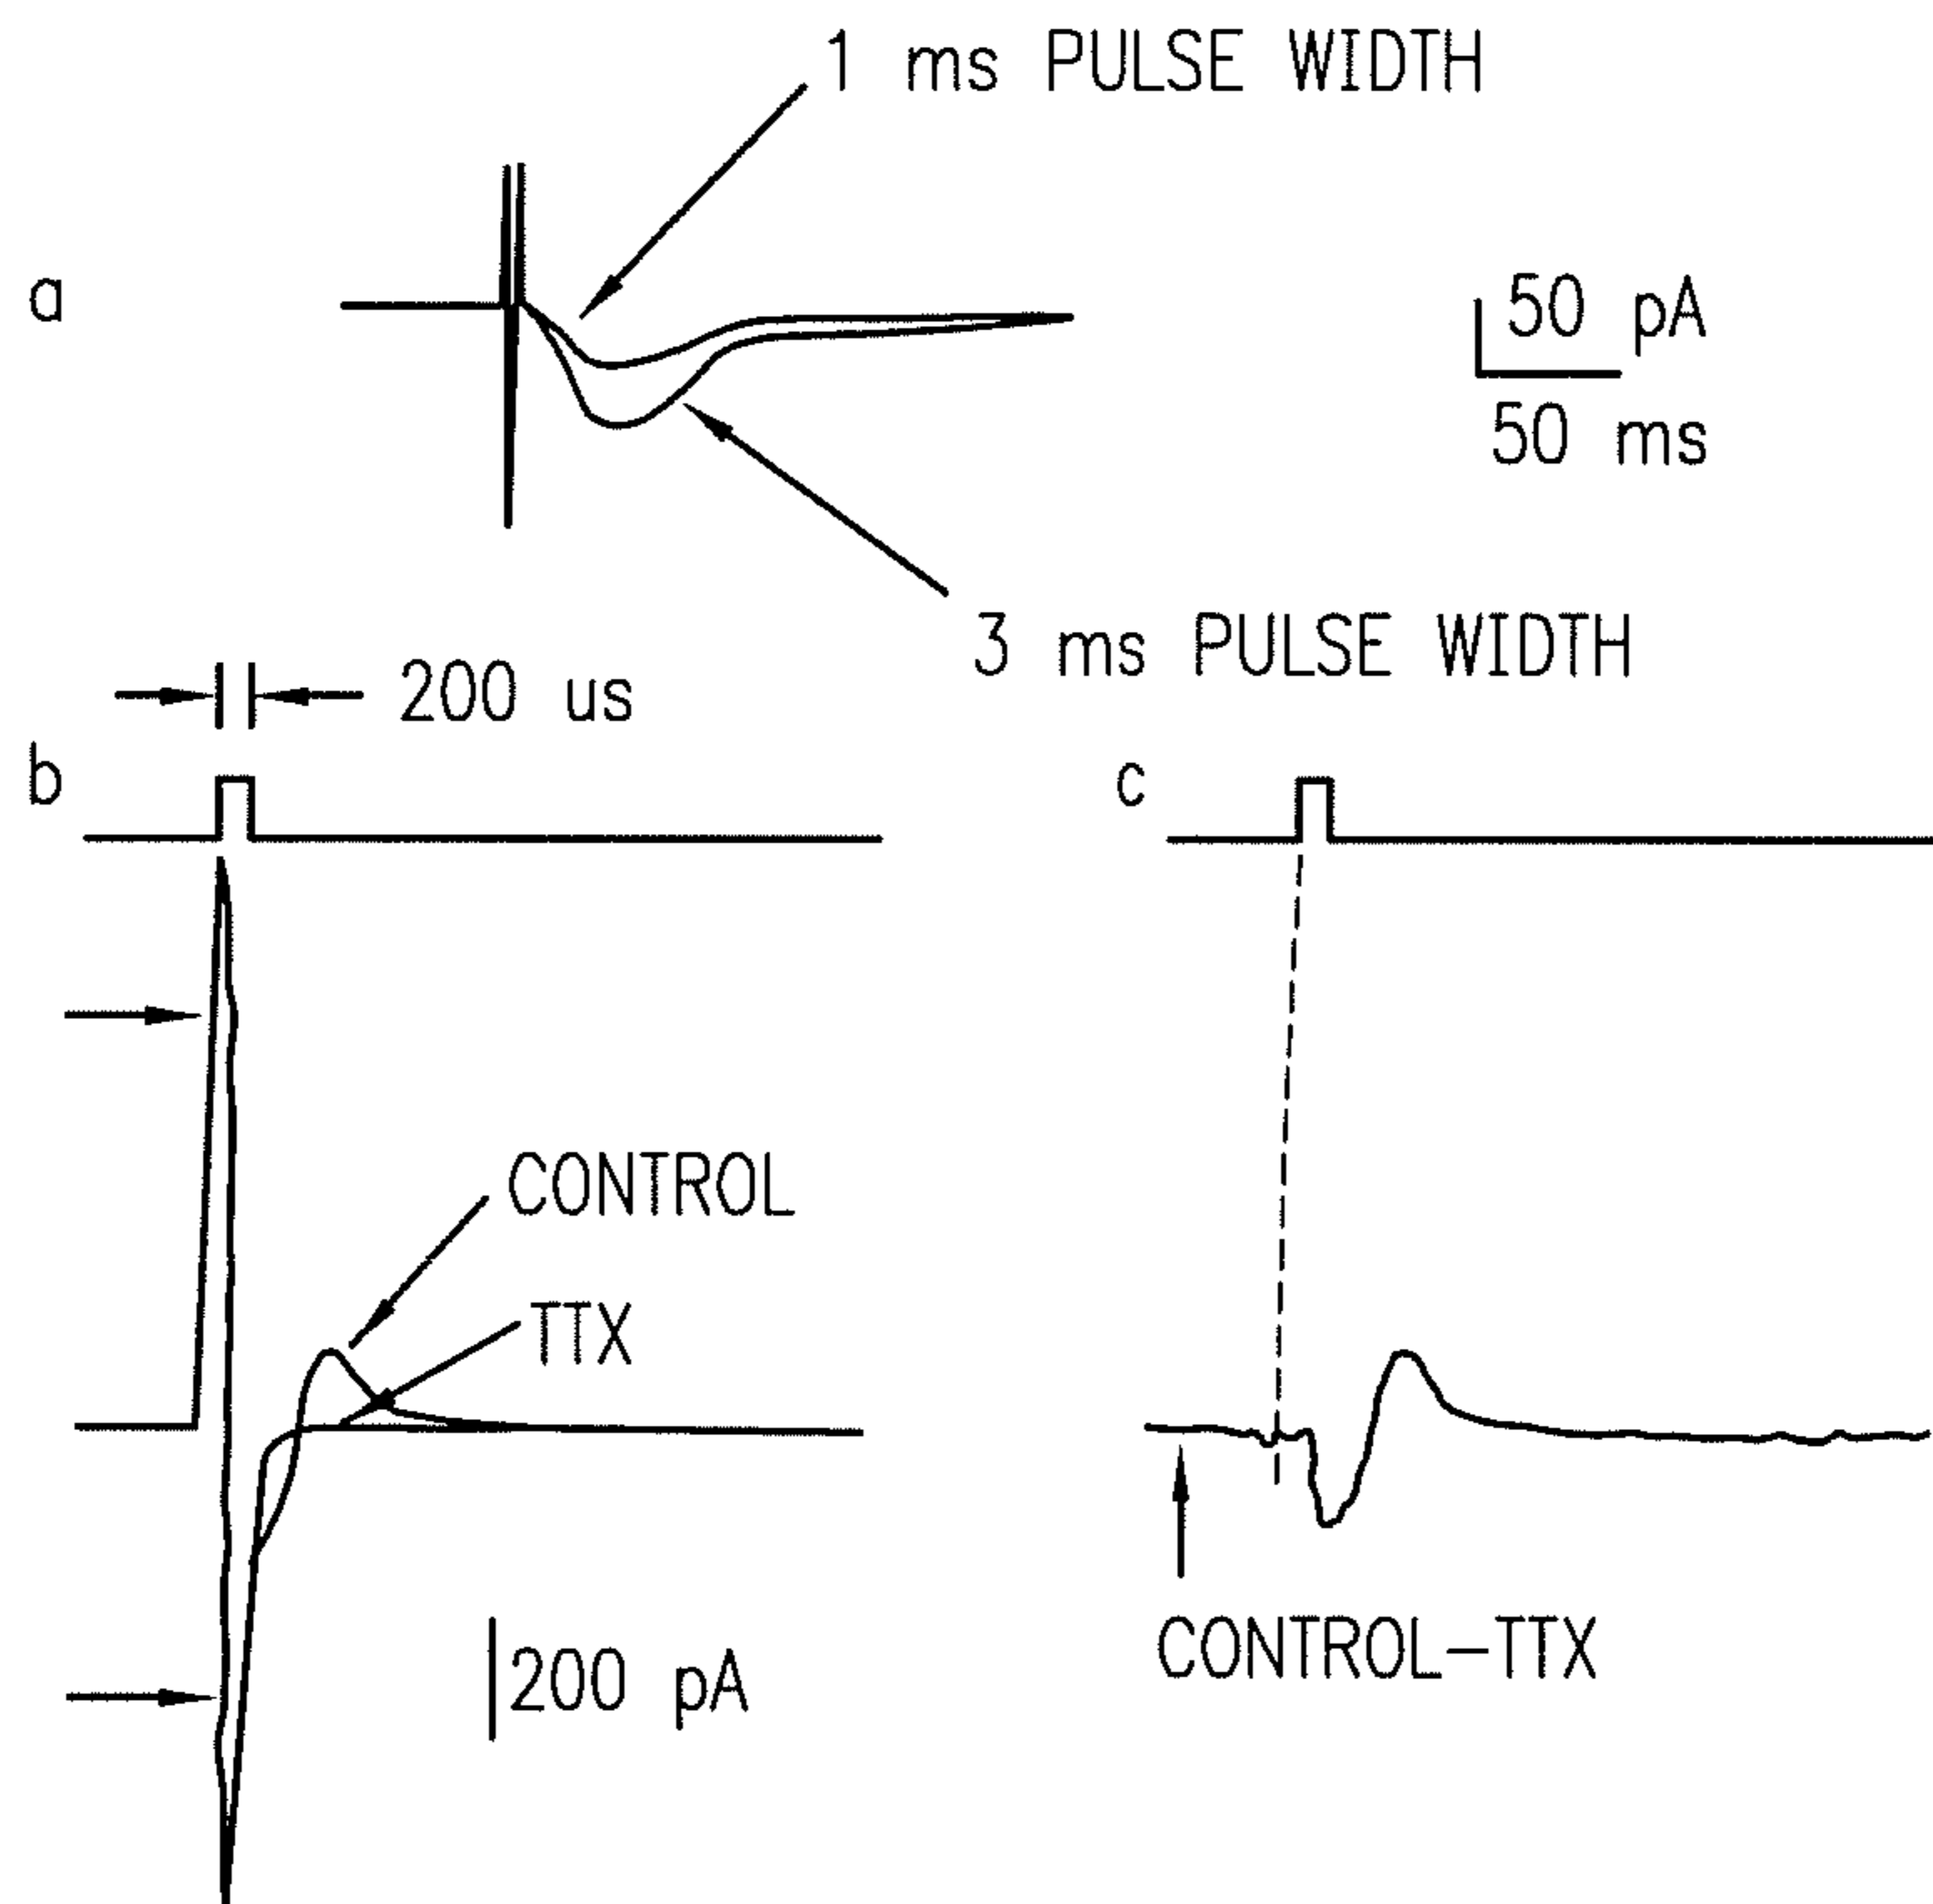 1 ms PULSE WIDTH
a
50 pA
50 ms
3 ms PULSE WIDTH
200 us
b
c
CONTROL
TTX
200 pA
CONTROL-TTX